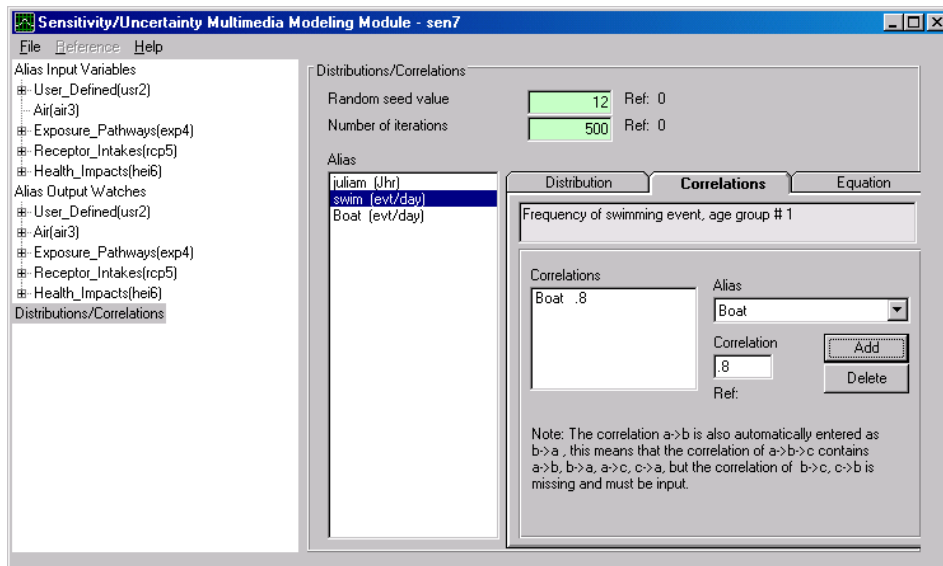 Sensitivity/Uncertainty Multimedia Modeling Module - sen7
File Reference Help
Alias Input Variables
User_Defined(usr2)
Air(air3)
Exposure_Pathways(exp4)
Receptor_Intakes(rcp5)
Health_Impacts(hei6)
Alias Output Watches
User_Defined(usr2)
Air(air3)
Exposure_Pathways(exp4)
Receptor_Intakes(rcp5)
Health_Impacts(hei6)
Distributions/Correlations
Distributions/Correlations
Random seed value 12 Ref: 0
Number of iterations 500 Ref: 0
Alias
juliam (Jhr)
swim (evt/day)
Boat (evt/day)
Distribution Correlations Equation
Frequency of swimming event, age group # 1
Correlations
Boat .8
Alias
Boat
Correlation
.8
Add
Delete
Ref:
Note: The correlation a->b is also automatically entered as
b->a , this means that the correlation of a->b->c contains
a->b, b->a, a->c, c->a, but the correlation of b->c, c->b is
missing and must be input.